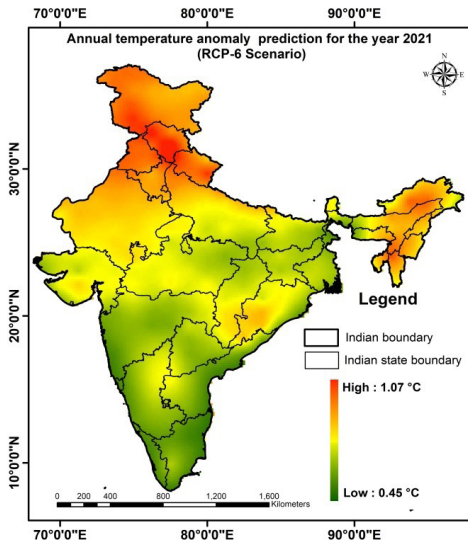 Annual temperature anomaly prediction for the year 2021
(RCP-6 Scenario)
70°0'0"E 80°0'0"E 90°0'0"E
N
W E
S
30°0'0"N
20°0'0"N
10°0'0"N
Legend
Indian boundary
Indian state boundary
High : 1.07 °C
Low : 0.45 °C
0 200 400 800 1,200 1,600
Kilometers
70°0'0"E 80°0'0"E 90°0'0"E